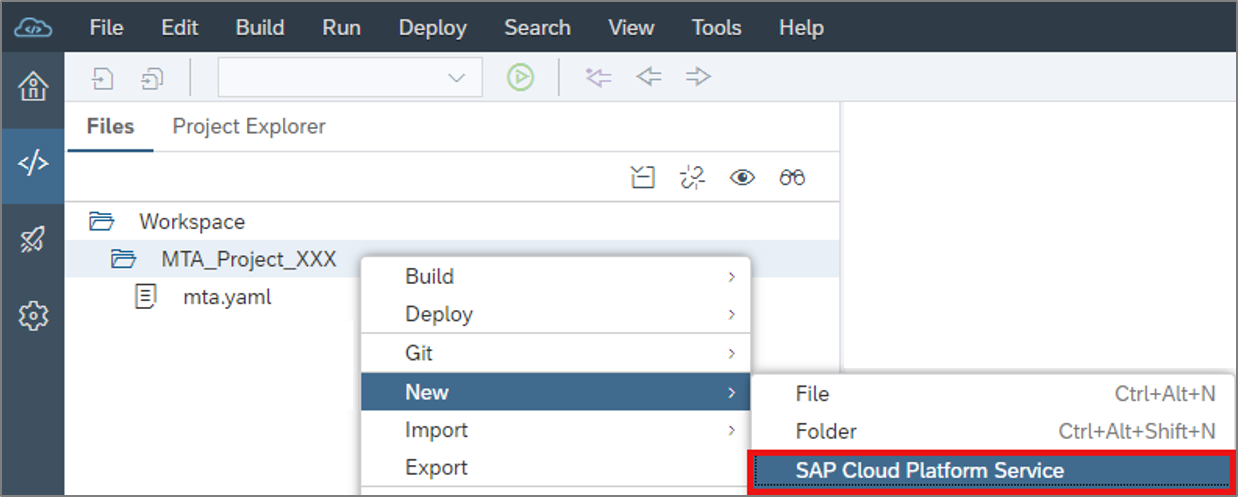 File Edit Build Run Deploy Search View Tools Help
Files Project Explorer
Workspace
MTA_Project_XXX
mta.yaml
Build
Deploy
Git
New
Import
Export
File Ctrl+Alt+N
Folder Ctrl+Alt+Shift+N
SAP Cloud Platform Service